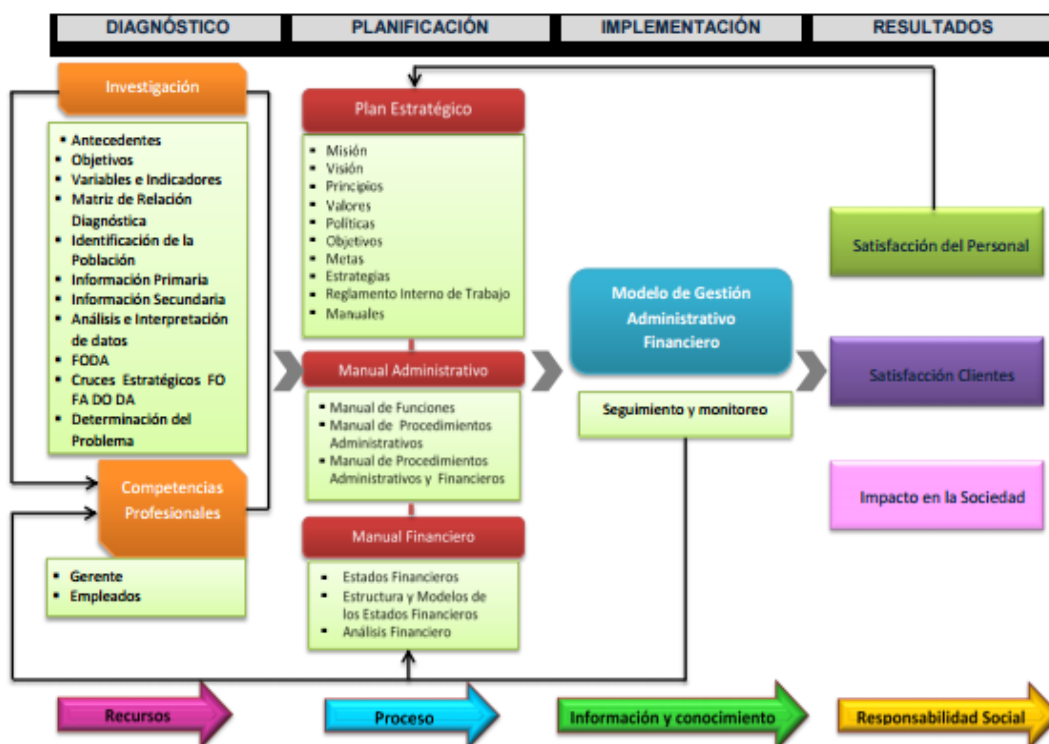 DIAGNÓSTICO
PLANIFICACIÓN
IMPLEMENTACIÓN
RESULTADOS
Investigación
▪ Antecedentes
▪ Objetivos
▪ Variables e Indicadores
▪ Matriz de Relación
Diagnóstica
▪ Identificación de la
Población
▪ Información Primaria
▪ Información Secundaria
▪ Análisis e Interpretación
de datos
▪ FODA
▪ Cruces Estratégicos FO
FA DO DA
▪ Determinación del
Problema
Competencias
Profesionales
▪ Gerente
▪ Empleados
Plan Estratégico
▪ Misión
▪ Visión
▪ Principios
▪ Valores
▪ Políticas
▪ Objetivos
▪ Metas
▪ Estrategias
▪ Reglamento Interno de Trabajo
▪ Manuales
Manual Administrativo
▪ Manual de Funciones
▪ Manual de Procedimientos
Administrativos
▪ Manual de Procedimientos
Administrativos y Financieros
Manual Financiero
▪ Estados Financieros
▪ Estructura y Modelos de
los Estados Financieros
▪ Análisis Financiero
Modelo de Gestión
Administrativo
Financiero
Seguimiento y monitoreo
Satisfacción del Personal
Satisfacción Clientes
Impacto en la Sociedad
Recursos
Proceso
Información y conocimiento
Responsabilidad Social